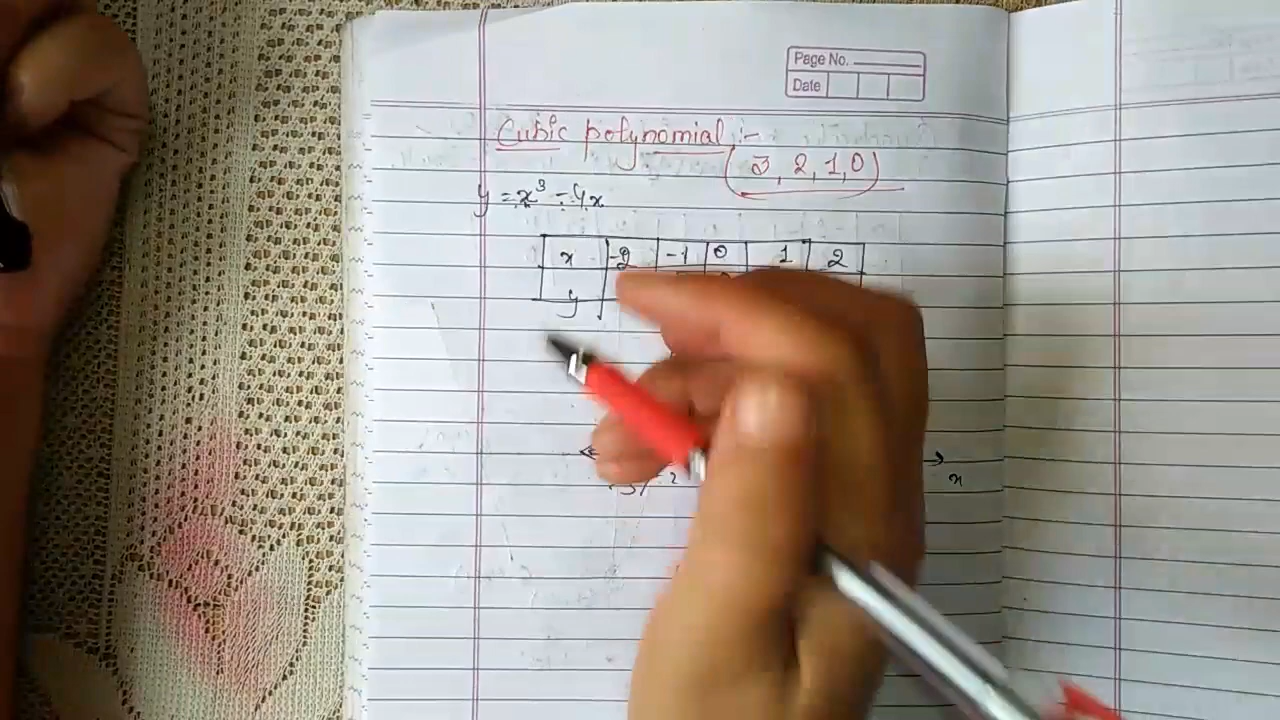 Page No.
Date
Cubic polynomial :-
( 3, 2, 1, 0 )
y = x³ - 4x
x -2 -1 0 1 2
y
x